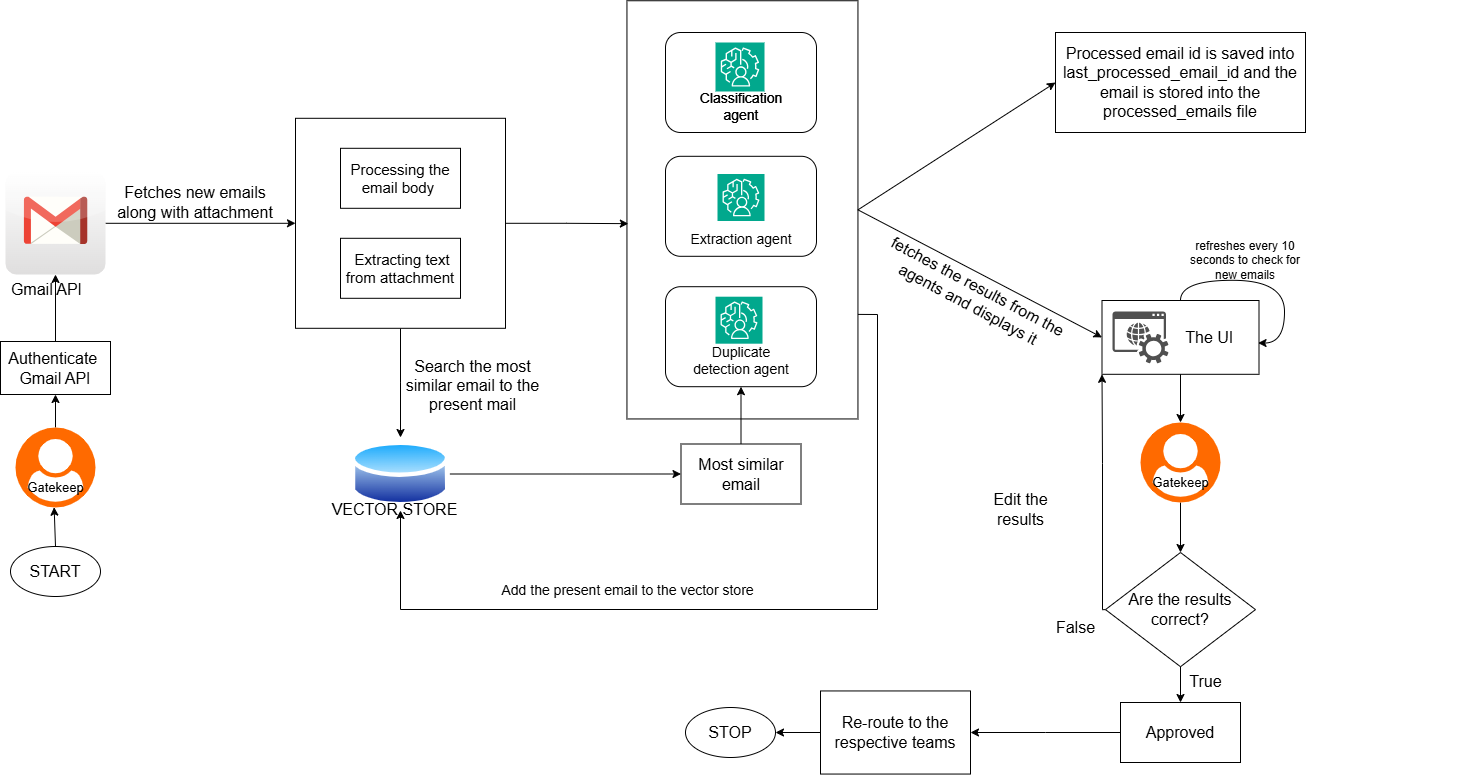 Classification
agent
Processed email id is saved into
last_processed_email_id and the
email is stored into the
processed_emails file
Processing the
email body
Fetches new emails
along with attachment
Extraction agent
Extracting text
from attachment
Gmail API
refreshes every 10
seconds to check for
new emails
fetches the results from the
agents and displays it
The UI
Authenticate
Gmail API
Duplicate
detection agent
Search the most
similar email to the
present mail
Gatekeep
Most similar
email
Gatekeep
VECTOR STORE
Edit the
results
START
Add the present email to the vector store
Are the results
correct?
False
True
STOP
Re-route to the
respective teams
Approved